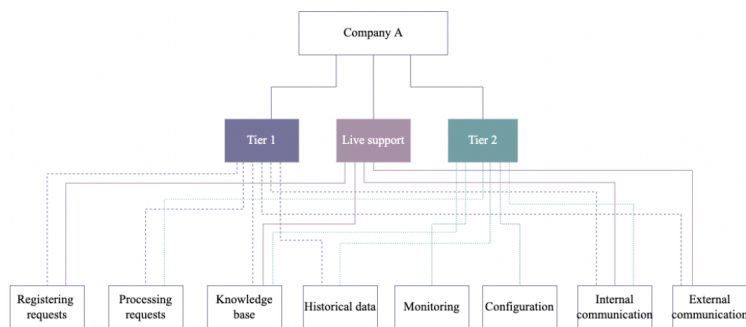 Company A
Tier 1
Live support
Tier 2
Registering
requests
Processing
requests
Knowledge
base
Historical data
Monitoring
Configuration
Internal
communication
External
communication